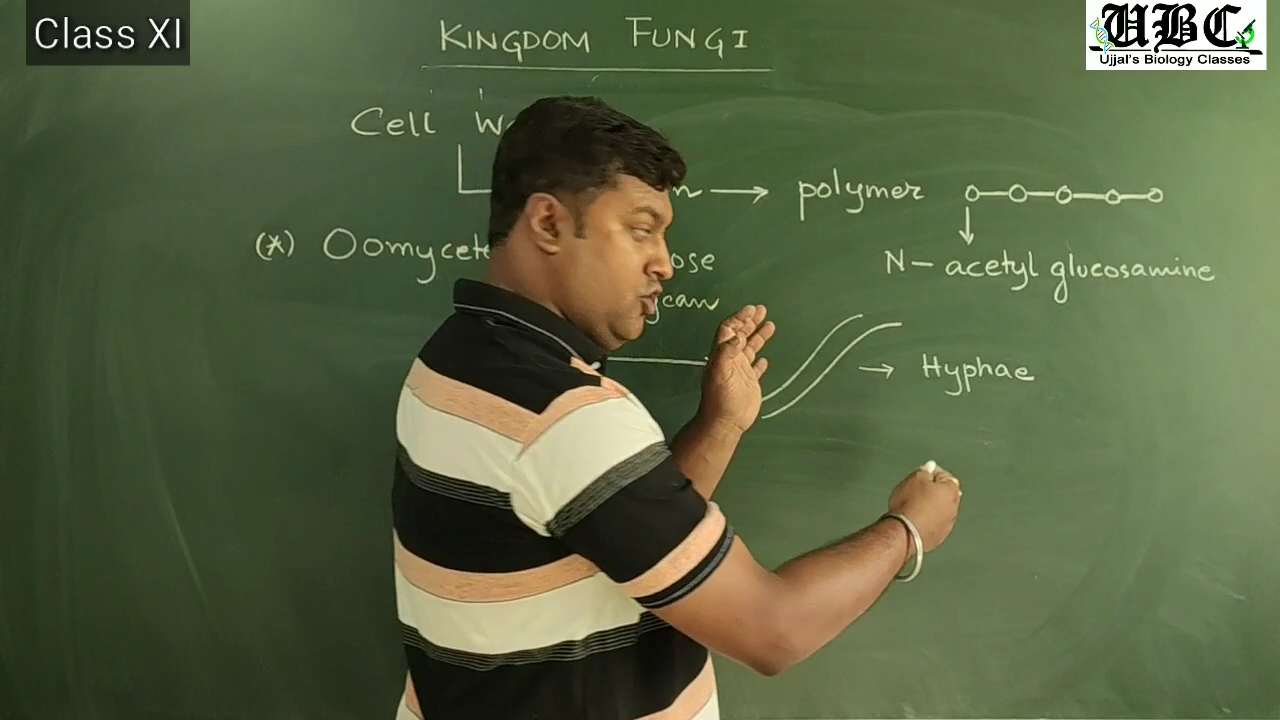 Class XI
UBC
Ujjal's Biology Classes
KINGDOM FUNGI
Cell
→ polymer
(*) Oomycete
N- acetyl glucosamine
→ Hyphae